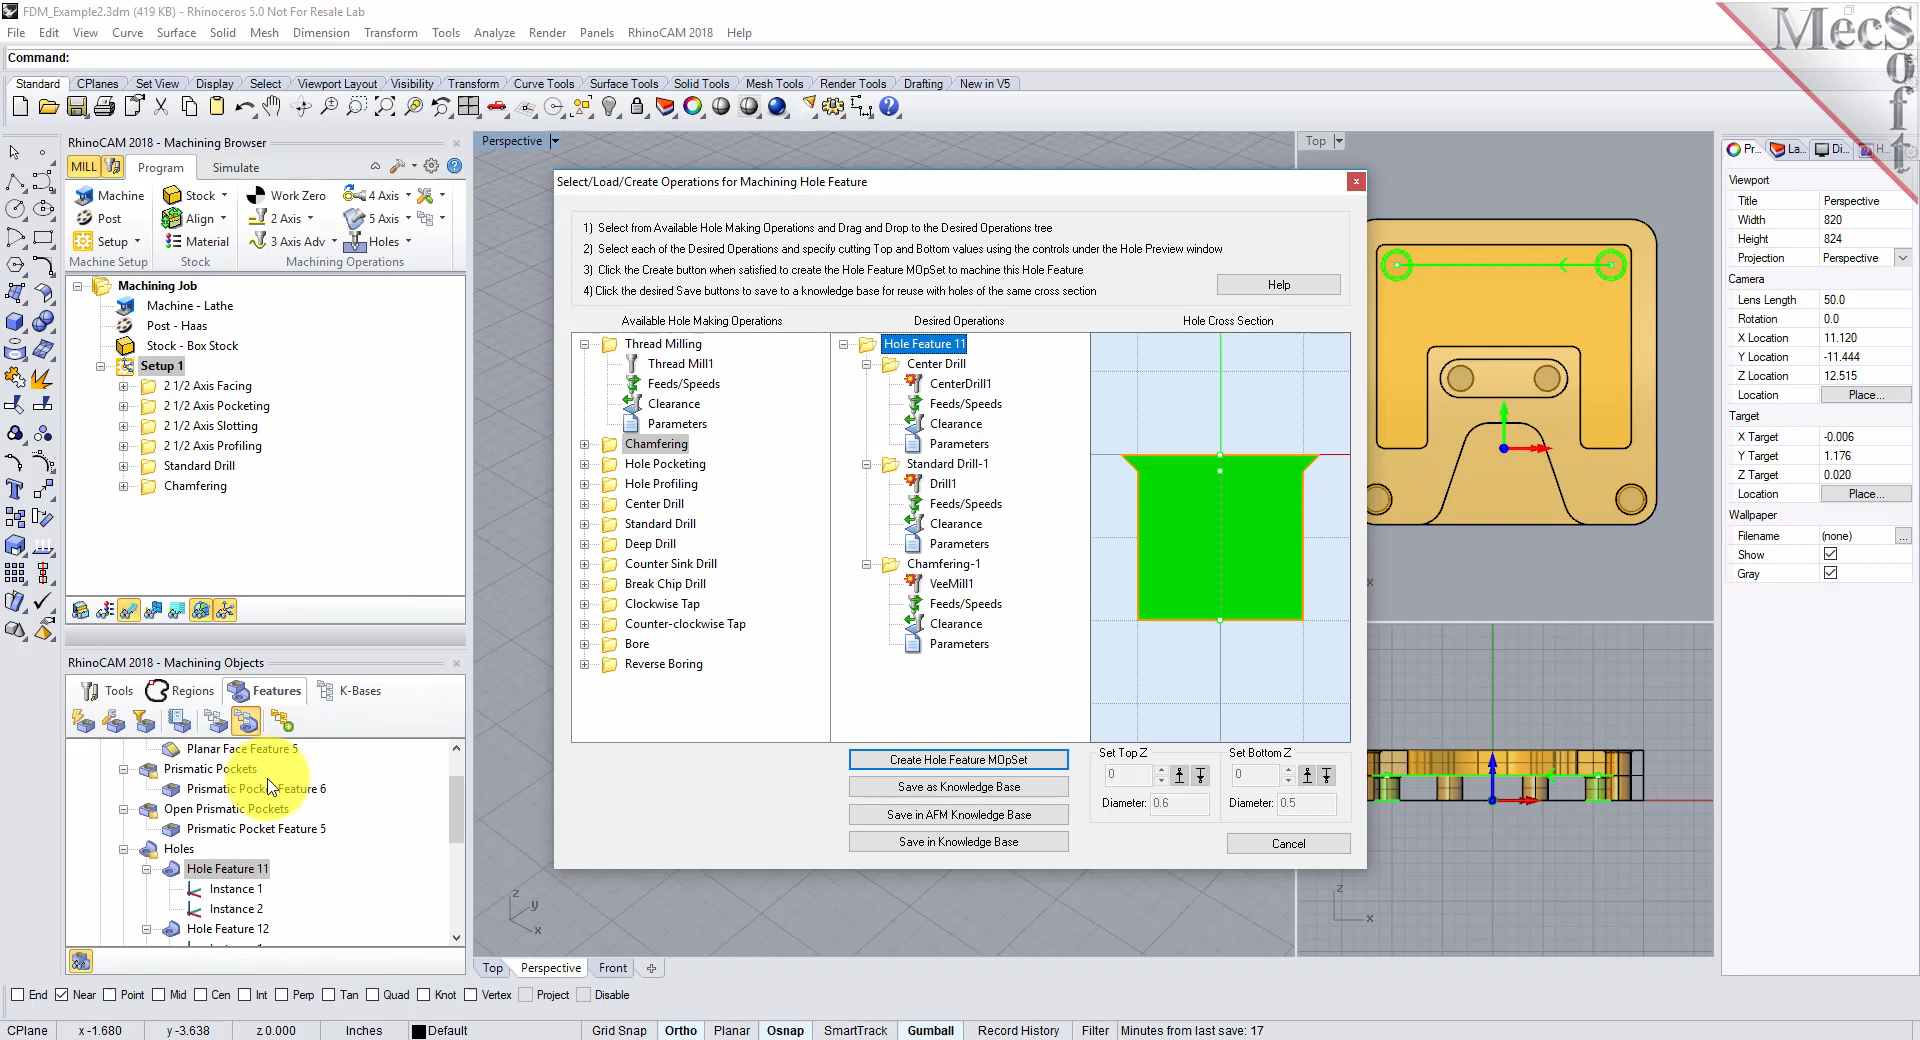 FDM_Example2.3dm (419 KB) - Rhinoceros 5.0 Not For Resale Lab
File Edit View Curve Surface Solid Mesh Dimension Transform Tools Analyze Render Panels RhinoCAM 2018 Help
MecSoft
Command:
Standard CPlanes Set View Display Select Viewport Layout Visibility Transform Curve Tools Surface Tools Solid Tools Mesh Tools Render Tools Drafting New in V5
RhinoCAM 2018 - Machining Browser
MILL Program Simulate
Machine Stock Work Zero 4 Axis
Post Align 2 Axis 5 Axis
Setup Material 3 Axis Adv Holes
Machine Setup Stock Machining Operations
Machining Job
Machine - Lathe
Post - Haas
Stock - Box Stock
Setup 1
2 1/2 Axis Facing
2 1/2 Axis Pocketing
2 1/2 Axis Slotting
2 1/2 Axis Profiling
Standard Drill
Chamfering
RhinoCAM 2018 - Machining Objects
Tools Regions Features K-Bases
Planar Face Feature 5
Prismatic Pockets
Prismatic Pocket Feature 6
Open Prismatic Pockets
Prismatic Pocket Feature 5
Holes
Hole Feature 11
Instance 1
Instance 2
Hole Feature 12
Perspective
Select/Load/Create Operations for Machining Hole Feature
1) Select from Available Hole Making Operations and Drag and Drop to the Desired Operations tree
2) Select each of the Desired Operations and specify cutting Top and Bottom values using the controls under the Hole Preview window
3) Click the Create button when satisfied to create the Hole Feature MOpSet to machine this Hole Feature
4) Click the desired Save buttons to save to a knowledge base for reuse with holes of the same cross section
Help
Available Hole Making Operations
Thread Milling
Thread Mill1
Feeds/Speeds
Clearance
Parameters
Chamfering
Hole Pocketing
Hole Profiling
Center Drill
Standard Drill
Deep Drill
Counter Sink Drill
Break Chip Drill
Clockwise Tap
Counter-clockwise Tap
Bore
Reverse Boring
Desired Operations
Hole Feature 11
Center Drill
CenterDrill1
Feeds/Speeds
Clearance
Parameters
Standard Drill-1
Drill1
Feeds/Speeds
Clearance
Parameters
Chamfering-1
VeeMill1
Feeds/Speeds
Clearance
Parameters
Hole Cross Section
Create Hole Feature MOpSet
Save as Knowledge Base
Save in AFM Knowledge Base
Save in Knowledge Base
Set Top Z
0
Diameter: 0.6
Set Bottom Z
0
Diameter: 0.5
Cancel
z
y
x
Top
x
z
x
Pr... La... Di... H...
Viewport
Title Perspective
Width 820
Height 824
Projection Perspective
Camera
Lens Length 50.0
Rotation 0.0
X Location 11.120
Y Location -11.444
Z Location 12.515
Location Place...
Target
X Target -0.006
Y Target 1.176
Z Target 0.020
Location Place...
Wallpaper
Filename (none) ...
Show
Gray
Top Perspective Front
End Near Point Mid Cen Int Perp Tan Quad Knot Vertex Project Disable
CPlane x -1.680 y -3.638 z 0.000 Inches Default Grid Snap Ortho Planar Osnap SmartTrack Gumball Record History Filter Minutes from last save: 17